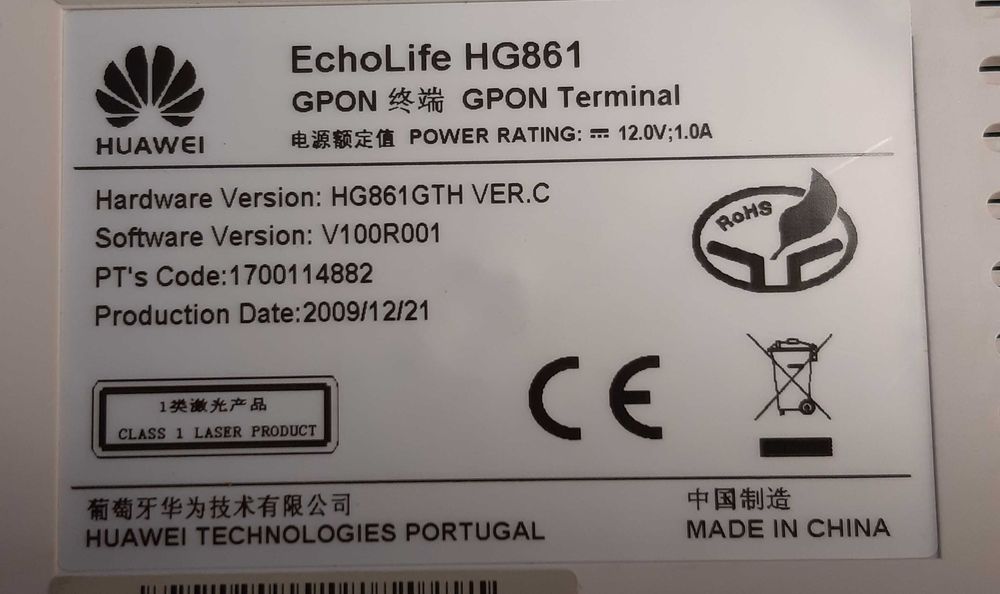 HUAWEI
EchoLife HG861
GPON 终端 GPON Terminal
电源额定值 POWER RATING: ⎓ 12.0V;1.0A
Hardware Version: HG861GTH VER.C
Software Version: V100R001
PT's Code:1700114882
Production Date:2009/12/21
RoHS
1类激光产品
CLASS 1 LASER PRODUCT
CE
葡萄牙华为技术有限公司
HUAWEI TECHNOLOGIES PORTUGAL
中国制造
MADE IN CHINA